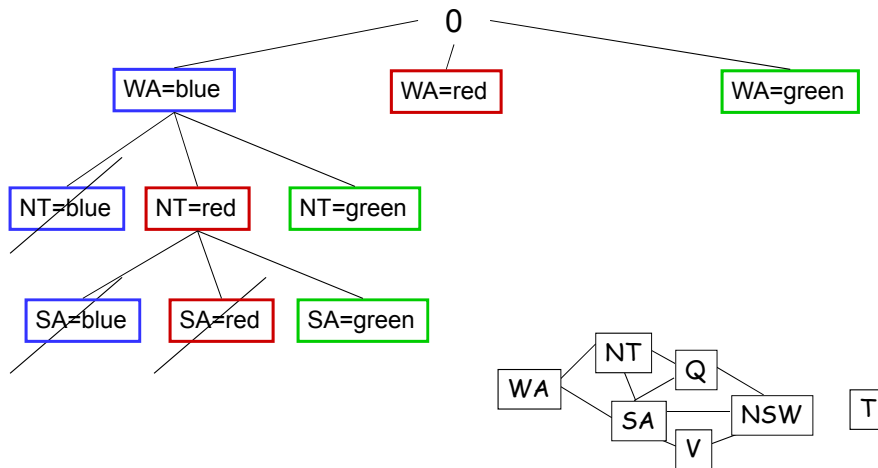 0
WA=blue
WA=red
WA=green
NT=blue
NT=red
NT=green
SA=blue
SA=red
SA=green
NT
WA
Q
SA
NSW
T
V